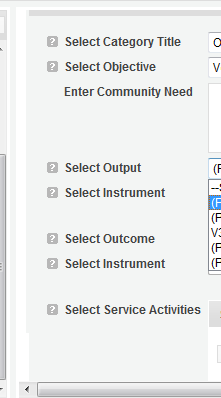 ? Select Category Title O
? Select Objective V
Enter Community Need
? Select Output (F
--S
? Select Instrument (F
(F
V3
? Select Outcome (F
? Select Instrument (F
? Select Service Activities